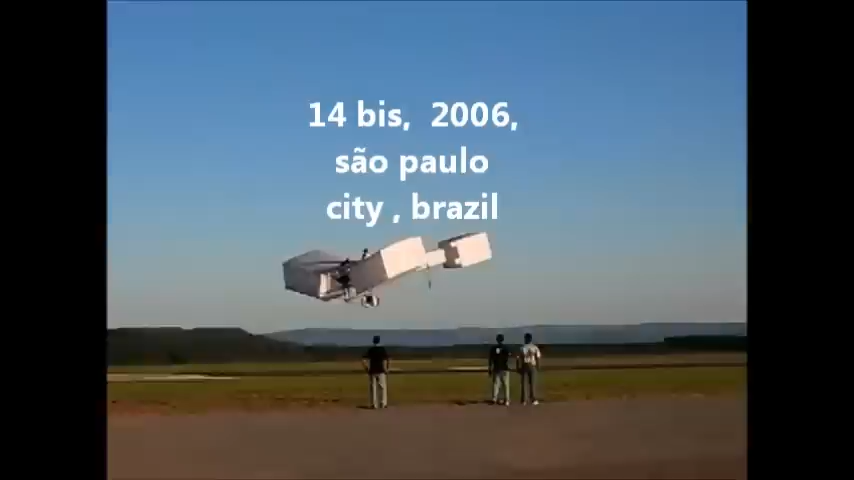 14 bis,  2006,
são paulo
city , brazil